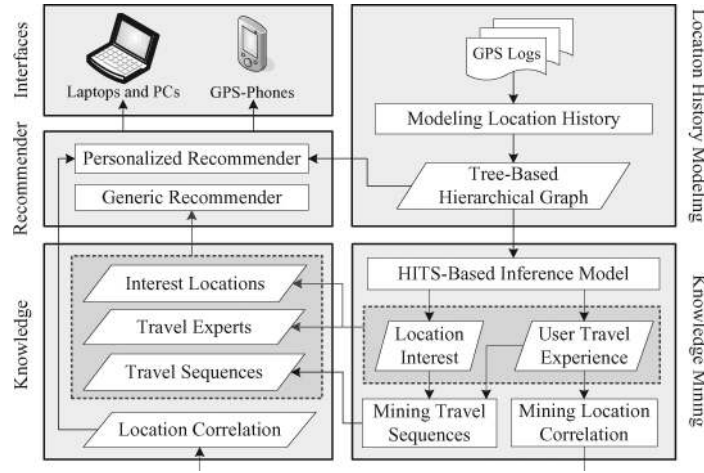 Interfaces
Laptops and PCs
GPS-Phones
Recommender
Personalized Recommender
Generic Recommender
Knowledge
Interest Locations
Travel Experts
Travel Sequences
Location Correlation
Location History Modeling
GPS Logs
Modeling Location History
Tree-Based
Hierarchical Graph
Knowledge Mining
HITS-Based Inference Model
Location
Interest
User Travel
Experience
Mining Travel
Sequences
Mining Location
Correlation